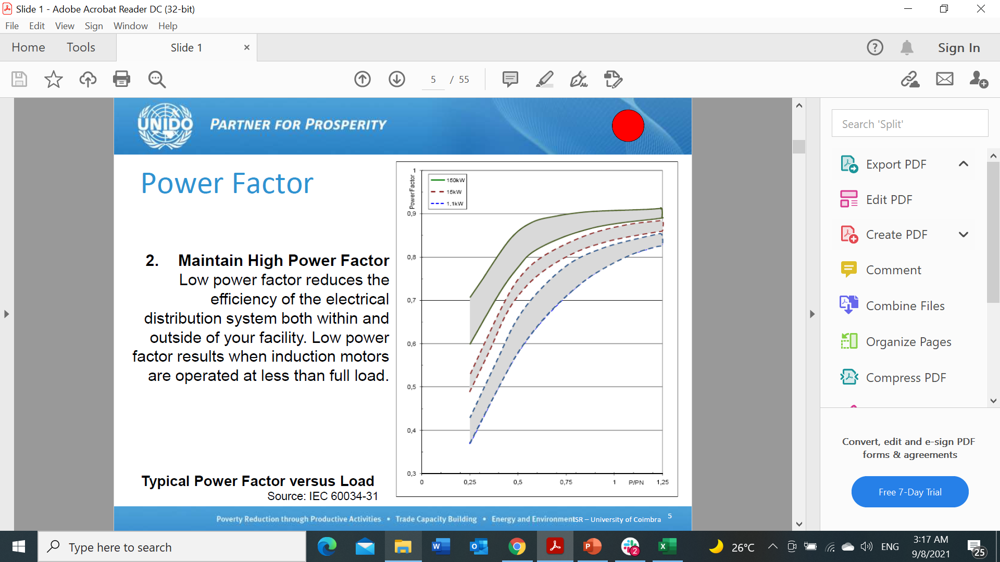 Slide 1 - Adobe Acrobat Reader DC (32-bit)
File Edit View Sign Window Help
Home Tools Slide 1 × Sign In
5 / 55
Search 'Split'
Export PDF
Edit PDF
Create PDF
Comment
Combine Files
Organize Pages
Compress PDF
Convert, edit and e-sign PDF
forms & agreements
Free 7-Day Trial
UNIDO PARTNER FOR PROSPERITY
Power Factor
2. Maintain High Power Factor
Low power factor reduces the
efficiency of the electrical
distribution system both within and
outside of your facility. Low power
factor results when induction motors
are operated at less than full load.
Typical Power Factor versus Load
Source: IEC 60034-31
Power Factor
150kW
15kW
1,1kW
1
0,9
0,8
0,7
0,6
0,5
0,4
0,3
0 0,25 0,5 0,75 1 P/PN 1,25
Poverty Reduction through Productive Activities • Trade Capacity Building • Energy and Environment
ISR – University of Coimbra 5
Type here to search
2
26°C
ENG
3:17 AM
9/8/2021
25